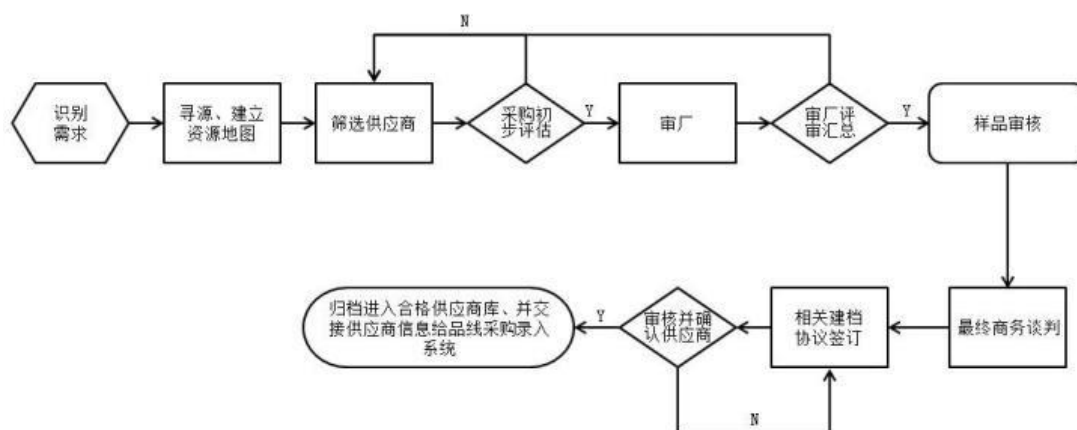 N
识别
需求
寻源、建立
资源地图
筛选供应商
采购初
步评估
Y
审厂
审厂评
审汇总
Y
样品审核
归档进入合格供应商库、并交
接供应商信息给品线采购录入
系统
Y
审核并确
认供应商
相关建档
协议签订
最终商务谈判
N